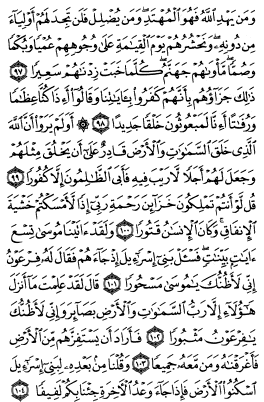 وَمَن يَهْدِ ٱللَّهُ فَهُوَ ٱلْمُهْتَدِ ۖ وَمَن يُضْلِلْ فَلَن تَجِدَ لَهُمْ أَوْلِيَآءَ
مِن دُونِهِۦ ۖ وَنَحْشُرُهُمْ يَوْمَ ٱلْقِيَـٰمَةِ عَلَىٰ وُجُوهِهِمْ عُمْيًا وَبُكْمًا
وَصُمًّا ۖ مَّأْوَىٰهُمْ جَهَنَّمُ ۖ كُلَّمَا خَبَتْ زِدْنَـٰهُمْ سَعِيرًا ٩٧
ذَٰلِكَ جَزَآؤُهُم بِأَنَّهُمْ كَفَرُوا۟ بِـَٔايَـٰتِنَا وَقَالُوٓا۟ أَءِذَا كُنَّا عِظَـٰمًا
وَرُفَـٰتًا أَءِنَّا لَمَبْعُوثُونَ خَلْقًا جَدِيدًا ٩٨ ۞ أَوَلَمْ يَرَوْا۟ أَنَّ ٱللَّهَ
ٱلَّذِى خَلَقَ ٱلسَّمَـٰوَٰتِ وَٱلْأَرْضَ قَادِرٌ عَلَىٰٓ أَن يَخْلُقَ مِثْلَهُمْ
وَجَعَلَ لَهُمْ أَجَلًا لَّا رَيْبَ فِيهِ فَأَبَى ٱلظَّـٰلِمُونَ إِلَّا كُفُورًا ٩٩
قُل لَّوْ أَنتُمْ تَمْلِكُونَ خَزَآئِنَ رَحْمَةِ رَبِّىٓ إِذًا لَّأَمْسَكْتُمْ خَشْيَةَ
ٱلْإِنفَاقِ ۚ وَكَانَ ٱلْإِنسَـٰنُ قَتُورًا ١٠٠ وَلَقَدْ ءَاتَيْنَا مُوسَىٰ تِسْعَ
ءَايَـٰتٍۭ بَيِّنَـٰتٍ ۖ فَسْـَٔلْ بَنِىٓ إِسْرَٰٓءِيلَ إِذْ جَآءَهُمْ فَقَالَ لَهُۥ فِرْعَوْنُ
إِنِّى لَأَظُنُّكَ يَـٰمُوسَىٰ مَسْحُورًا ١٠١ قَالَ لَقَدْ عَلِمْتَ مَآ أَنزَلَ
هَـٰٓؤُلَآءِ إِلَّا رَبُّ ٱلسَّمَـٰوَٰتِ وَٱلْأَرْضِ بَصَآئِرَ وَإِنِّى لَأَظُنُّكَ
يَـٰفِرْعَوْنُ مَثْبُورًا ١٠٢ فَأَرَادَ أَن يَسْتَفِزَّهُم مِّنَ ٱلْأَرْضِ
فَأَغْرَقْنَـٰهُ وَمَن مَّعَهُۥ جَمِيعًا ١٠٣ وَقُلْنَا مِنۢ بَعْدِهِۦ لِبَنِىٓ إِسْرَٰٓءِيلَ
ٱسْكُنُوا۟ ٱلْأَرْضَ فَإِذَا جَآءَ وَعْدُ ٱلْـَٔاخِرَةِ جِئْنَا بِكُمْ لَفِيفًا ١٠٤